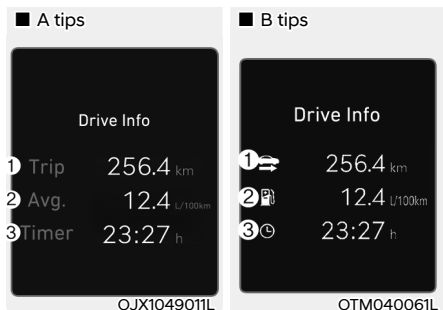 ■ A tips
Drive Info
1 Trip 256.4 km
2 Avg. 12.4 L/100km
3 Timer 23:27 h
OJX1049011L
■ B tips
Drive Info
1 256.4 km
2 12.4 L/100km
3 23:27 h
OTM040061L